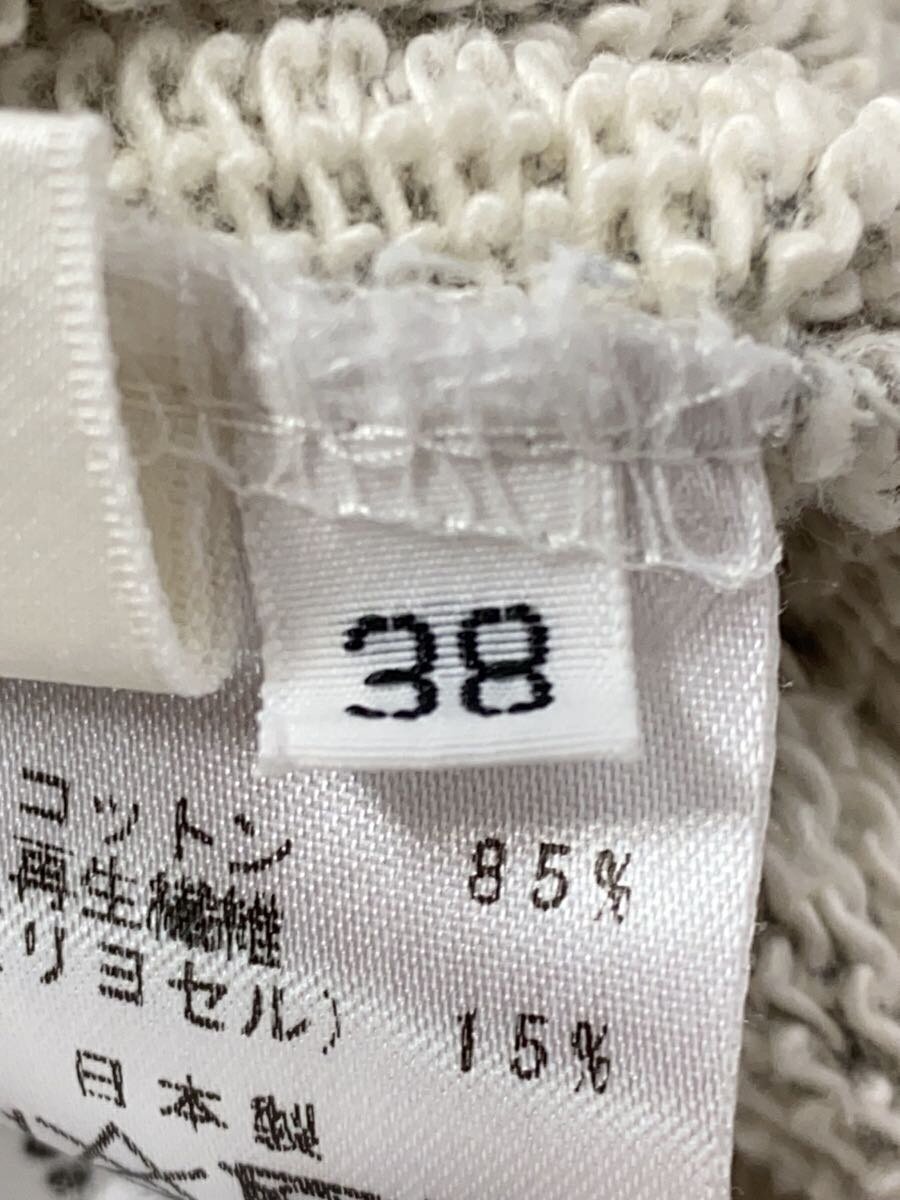 38
コットン 85%
再生繊維
(リヨセル) 15%
日本製